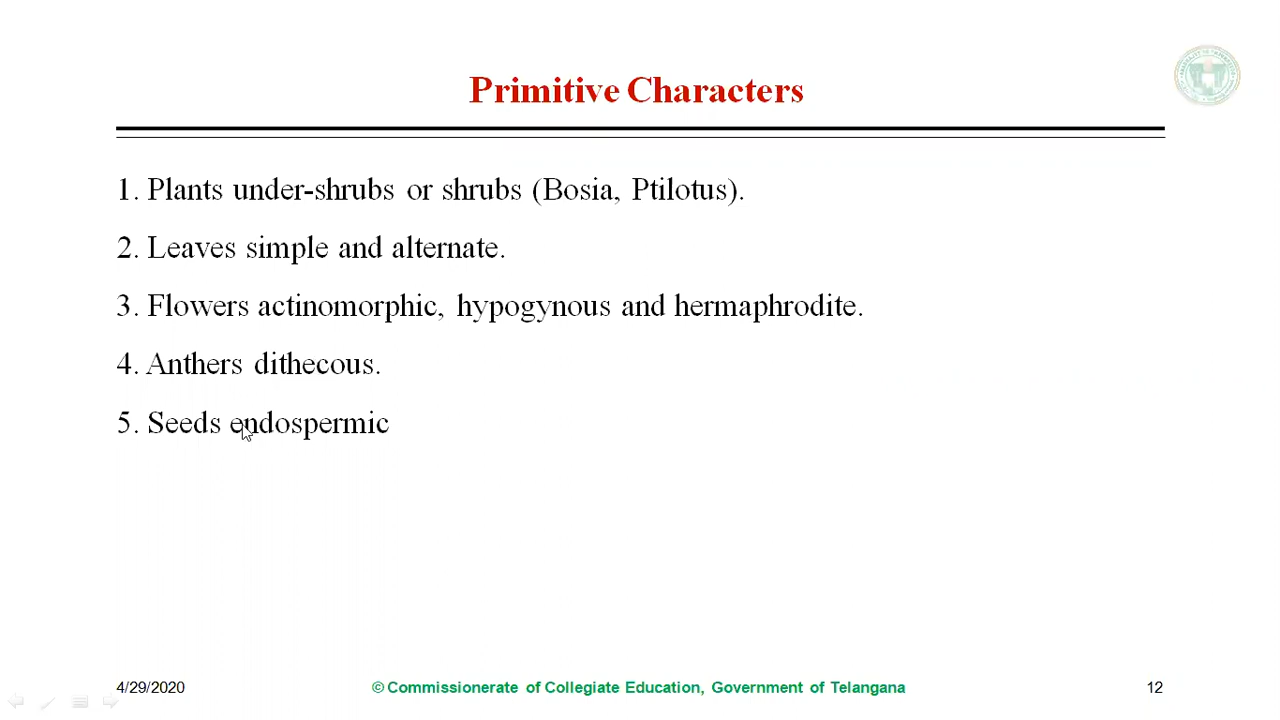 Primitive Characters
1. Plants under-shrubs or shrubs (Bosia, Ptilotus).
2. Leaves simple and alternate.
3. Flowers actinomorphic, hypogynous and hermaphrodite.
4. Anthers dithecous.
5. Seeds endospermic
4/29/2020
© Commissionerate of Collegiate Education, Government of Telangana
12